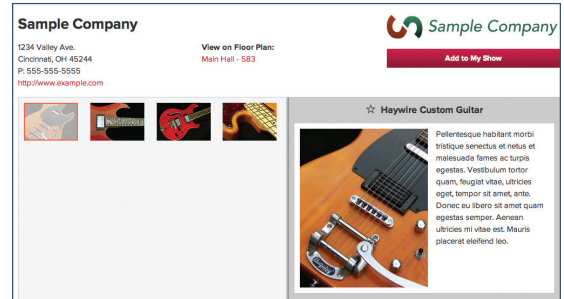 Sample Company
Sample Company
1234 Valley Ave.
Cincinnati, OH 45244
P: 555-555-5555
http://www.example.com
View on Floor Plan:
Main Hall - 583
Add to My Show
☆ Haywire Custom Guitar
Pellentesque habitant morbi
tristique senectus et netus et
malesuada fames ac turpis
egestas. Vestibulum tortor
quam, feugiat vitae, ultricies
eget, tempor sit amet, ante.
Donec eu libero sit amet quam
egestas semper. Aenean
ultricies mi vitae est. Mauris
placerat eleifend leo.
Bigsby